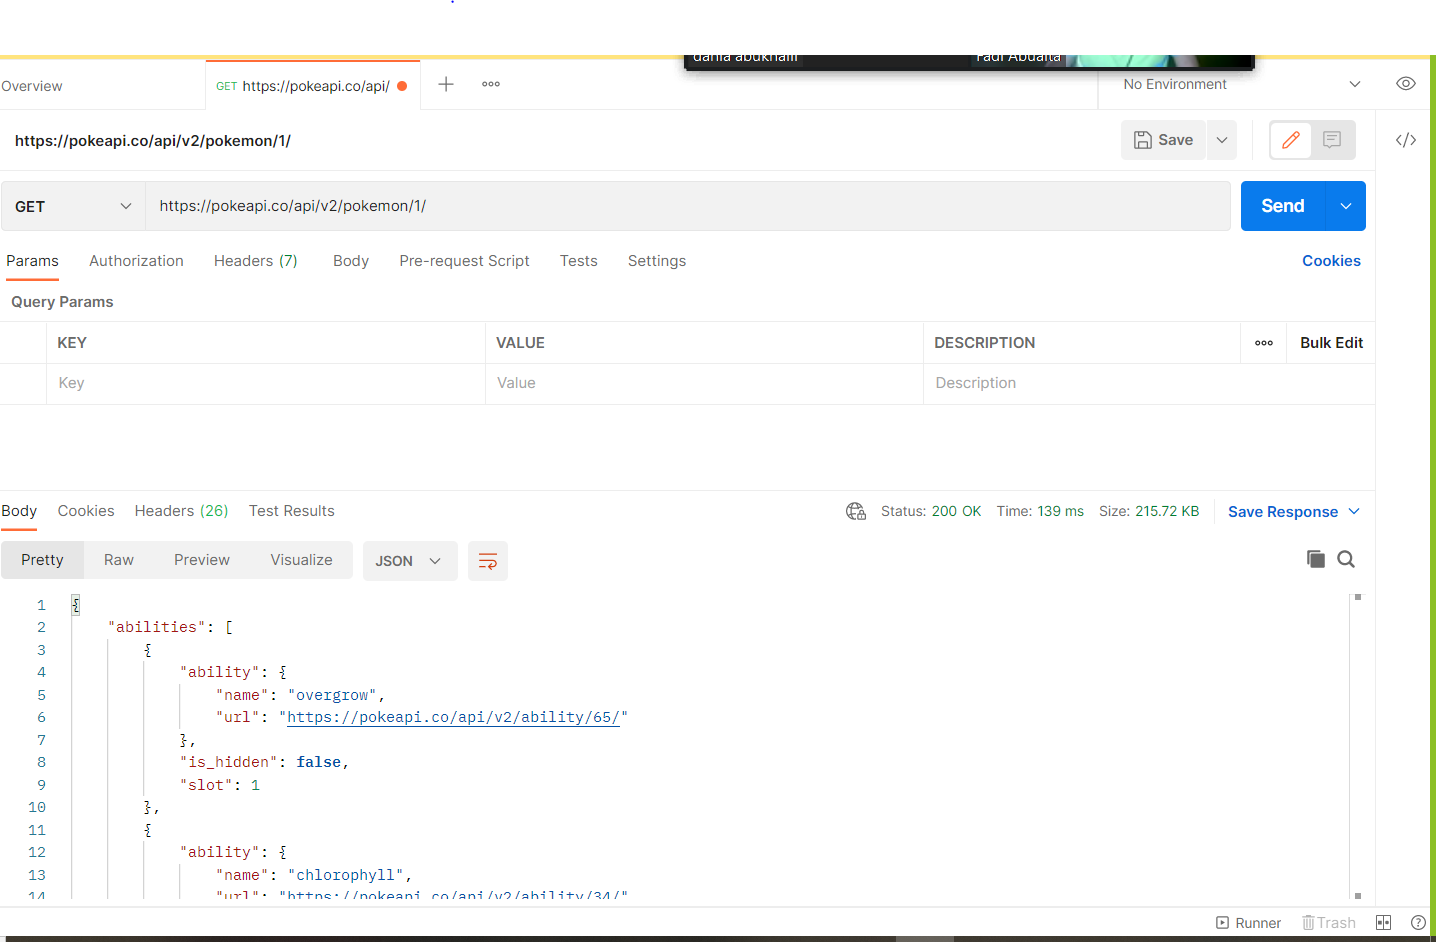 dania abukhalil Fadi Abdalta
Overview GET https://pokeapi.co/api/ No Environment
https://pokeapi.co/api/v2/pokemon/1/ Save
GET https://pokeapi.co/api/v2/pokemon/1/ Send
Params Authorization Headers (7) Body Pre-request Script Tests Settings Cookies
Query Params
KEY VALUE DESCRIPTION Bulk Edit
Key Value Description
Body Cookies Headers (26) Test Results Status: 200 OK Time: 139 ms Size: 215.72 KB Save Response
Pretty Raw Preview Visualize JSON
1 {
2 "abilities": [
3 {
4 "ability": {
5 "name": "overgrow",
6 "url": "https://pokeapi.co/api/v2/ability/65/"
7 },
8 "is_hidden": false,
9 "slot": 1
10 },
11 {
12 "ability": {
13 "name": "chlorophyll",
14 "url": "https://pokeapi.co/api/v2/ability/34/"
Runner Trash